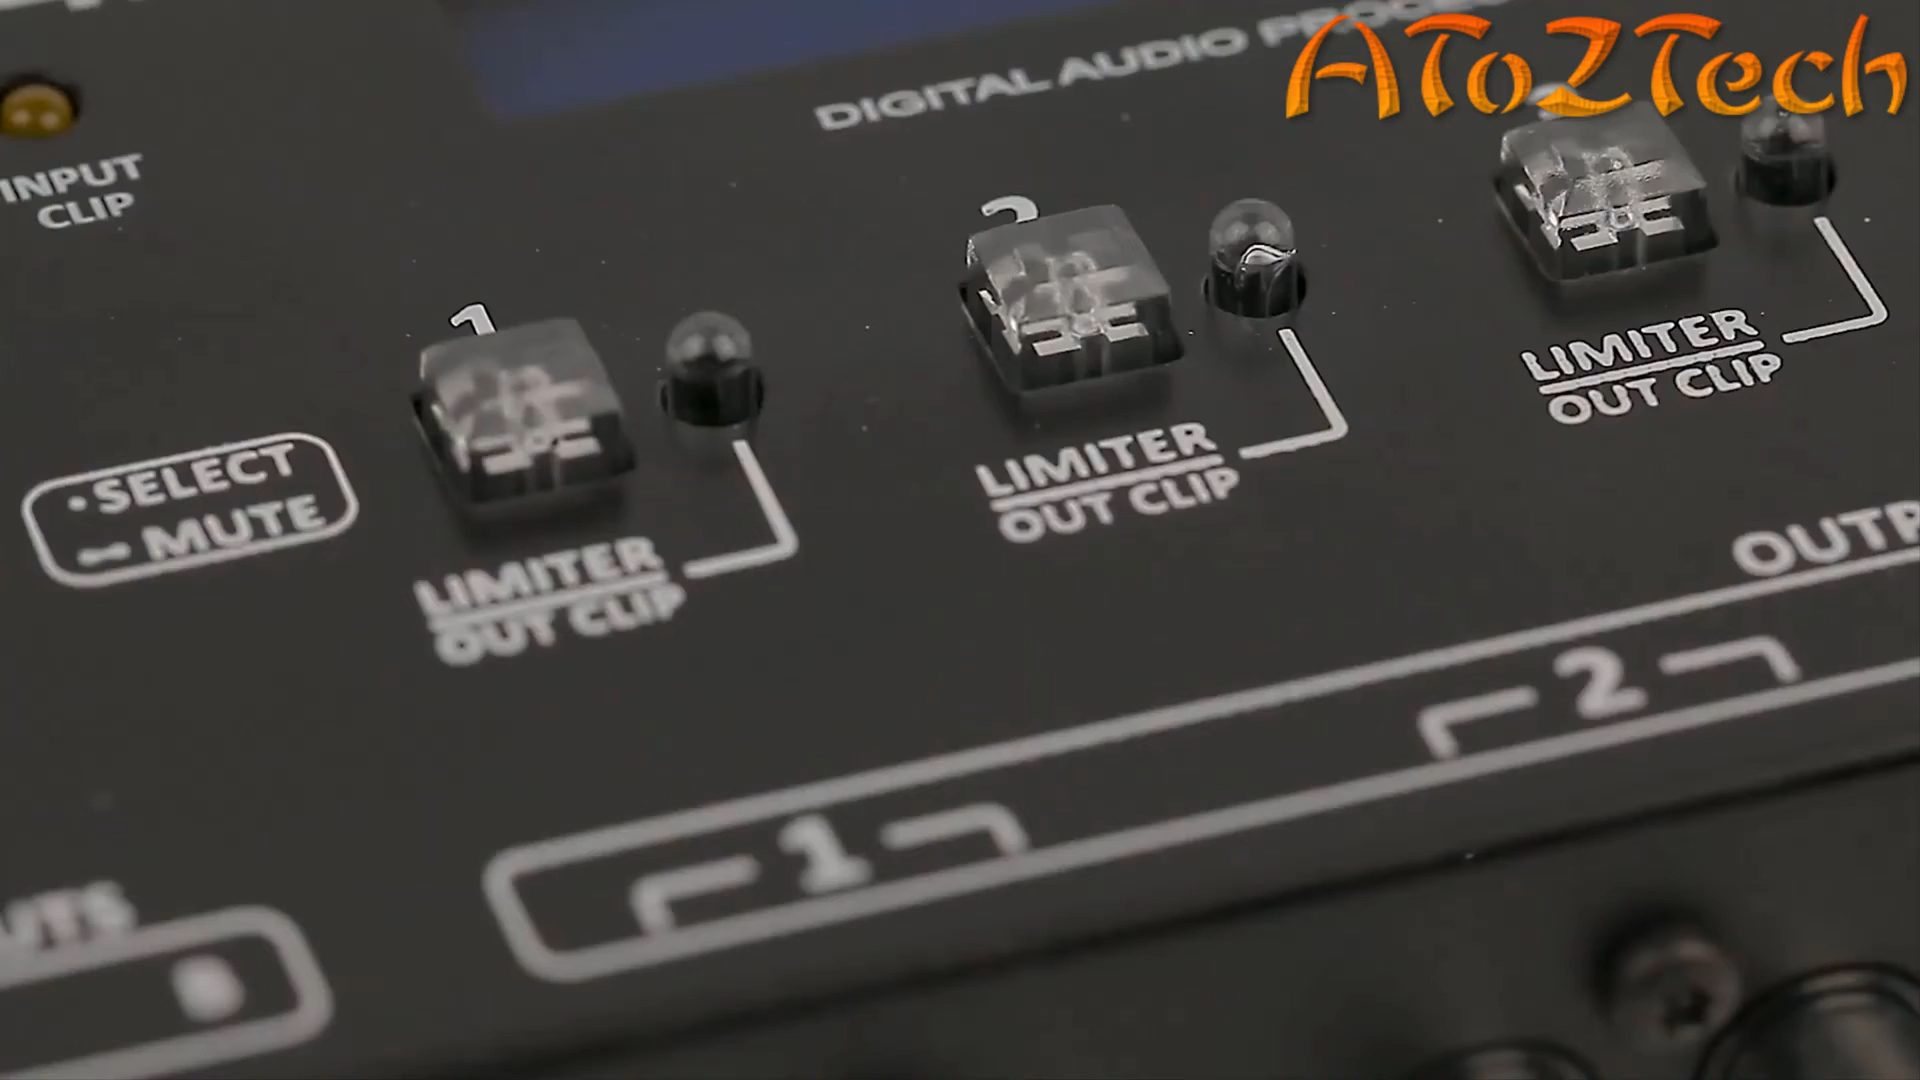 AToZTech
DIGITAL AUDIO
INPUT
CLIP
1
2
LIMITER
OUT CLIP
LIMITER
OUT CLIP
LIMITER
OUT CLIP
• SELECT
— MUTE
1
2